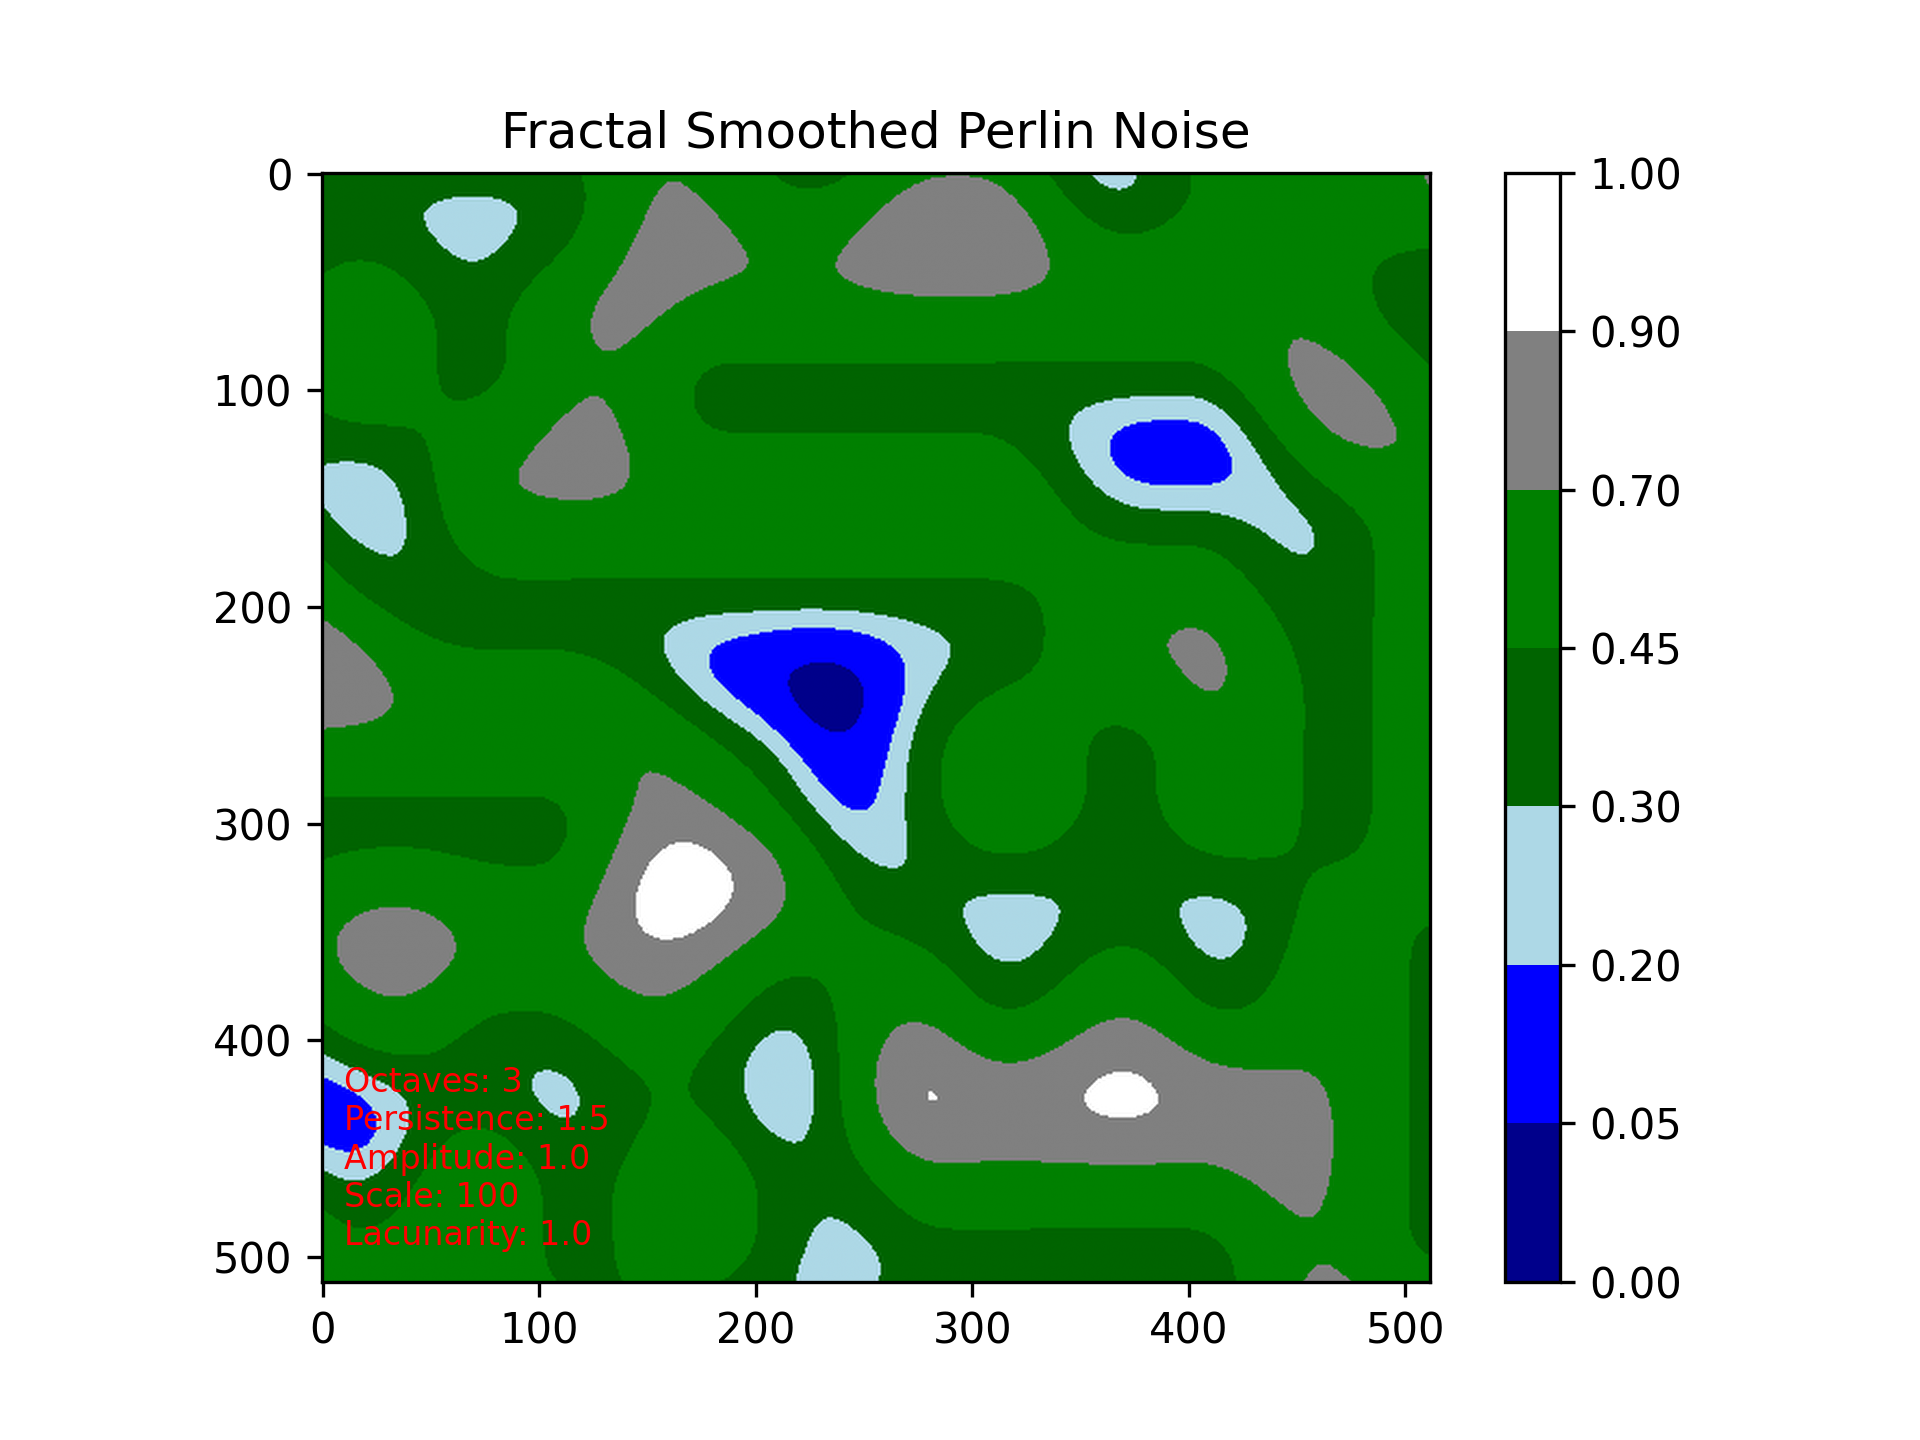 Fractal Smoothed Perlin Noise
0
100
200
300
400
500
Octaves: 3
Persistence: 1.5
Amplitude: 1.0
Scale: 100
Lacunarity: 1.0
0 100 200 300 400 500
1.00
0.90
0.70
0.45
0.30
0.20
0.05
0.00